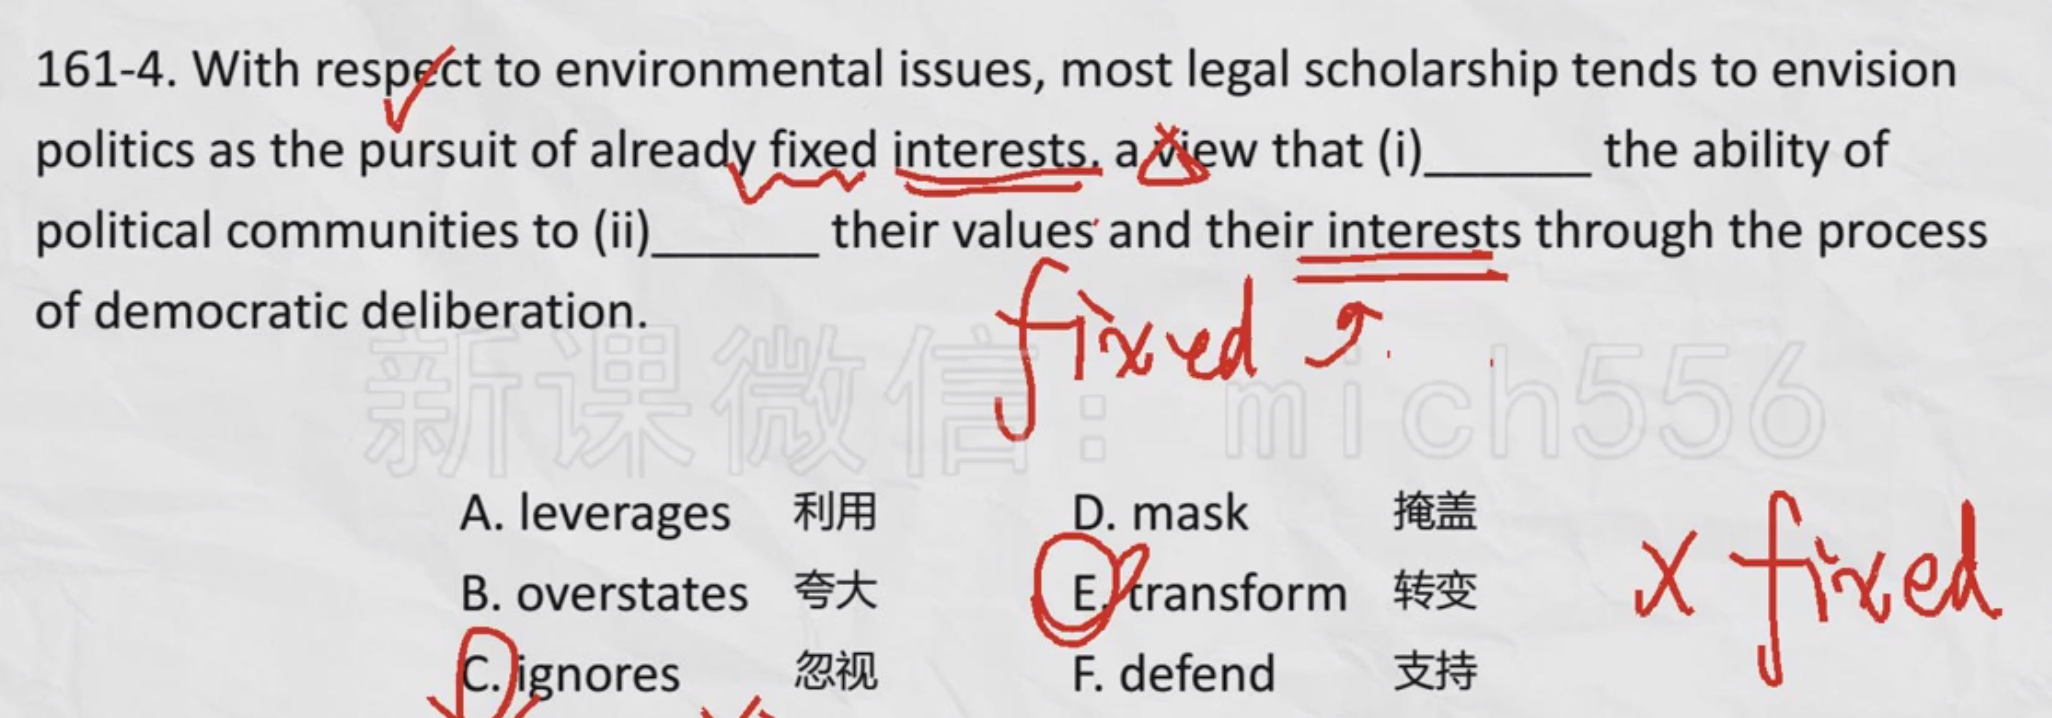 161-4. With respect to environmental issues, most legal scholarship tends to envision
politics as the pursuit of already fixed interests, a view that (i)______ the ability of
political communities to (ii)______ their values and their interests through the process
of democratic deliberation.
fixed
新课微信：mich556
A. leverages 利用 D. mask 掩盖
B. overstates 夸大 E. transform 转变
x fixed
C. ignores 忽视 F. defend 支持